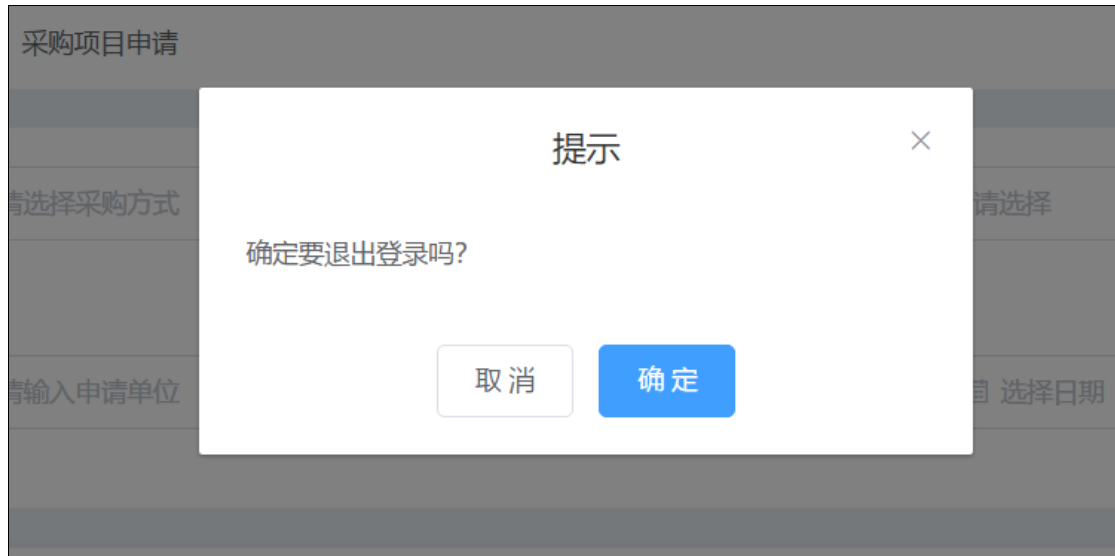 采购项目申请
提示
请选择采购方式
请选择
确定要退出登录吗?
取消
确定
请输入申请单位
选择日期